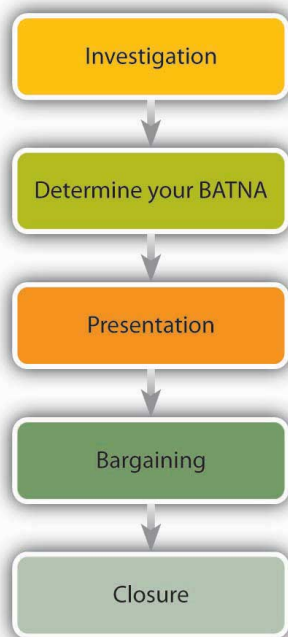 Investigation
Determine your BATNA
Presentation
Bargaining
Closure